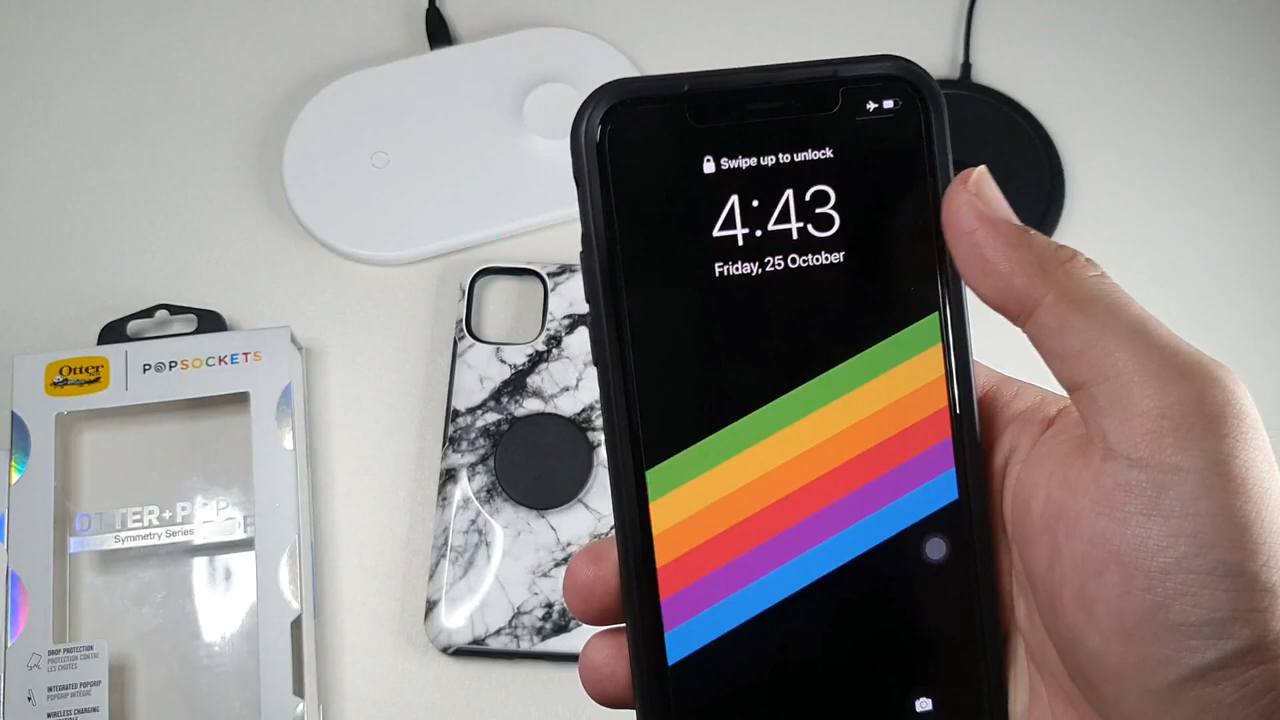 Swipe up to unlock
4:43
Friday, 25 October
Otter
POPSOCKETS
OTTER+POP
Symmetry Series
DROP PROTECTION
PROTECTION CONTRE
LES CHUTES
INTEGRATED POPGRIP
POPGRIP INTÉGRÉ
WIRELESS CHARGING